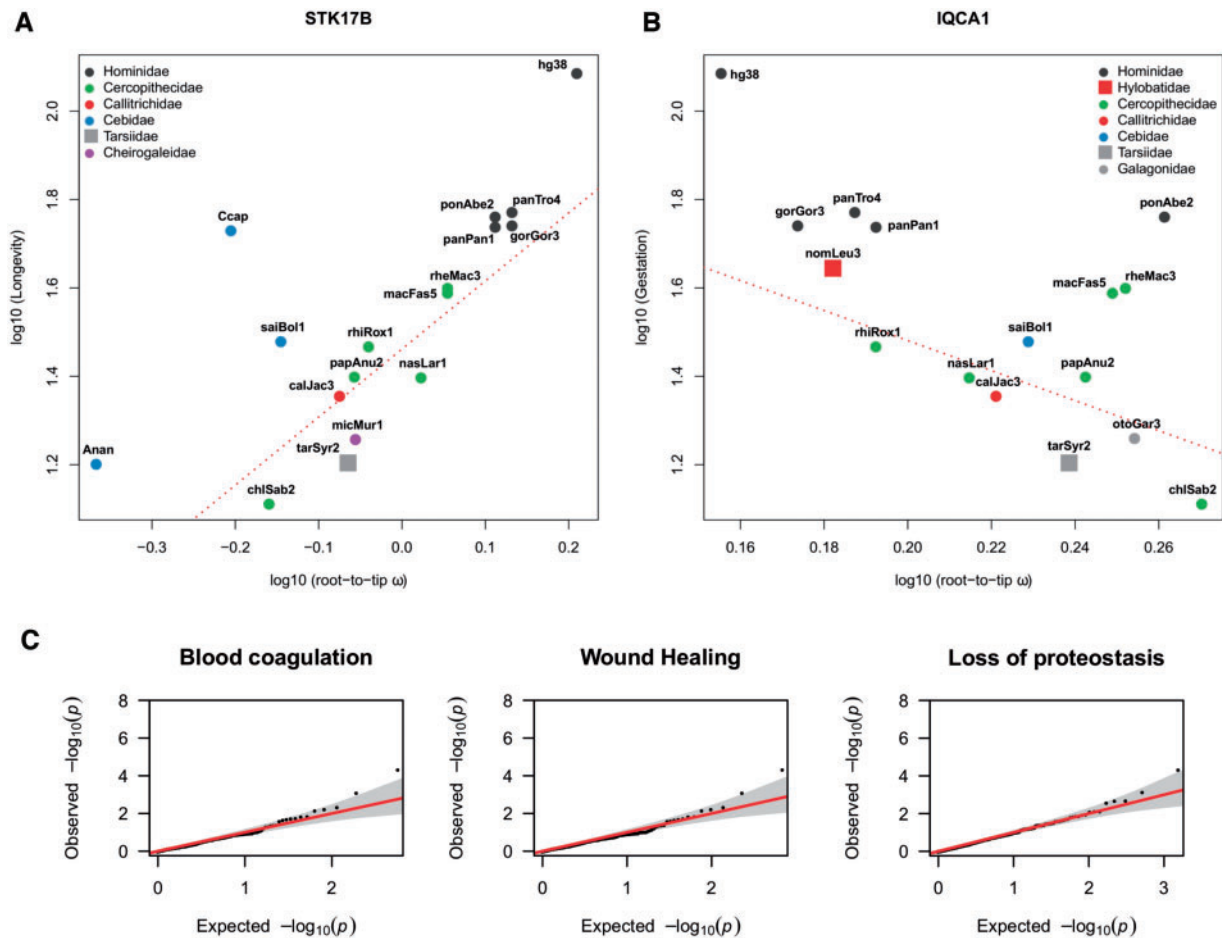 A
STK17B
log10 (Longevity)
2.0
1.8
1.6
1.4
1.2
Hominidae
Cercopithecidae
Callitrichidae
Cebidae
Tarsiidae
Cheirogaleidae
hg38
Ccap
ponAbe2
panTro4
panPan1
gorGor3
rheMac3
macFas5
saiBol1
rhiRox1
papAnu2
nasLar1
calJac3
micMur1
tarSyr2
Anan
chlSab2
−0.3
−0.2
−0.1
0.0
0.1
0.2
log10 (root-to-tip ω)
B
IQCA1
log10 (Gestation)
2.0
1.8
1.6
1.4
1.2
hg38
Hominidae
Hylobatidae
Cercopithecidae
Callitrichidae
Cebidae
Tarsiidae
Galagonidae
gorGor3
panTro4
panPan1
ponAbe2
nomLeu3
macFas5
rheMac3
rhiRox1
saiBol1
nasLar1
papAnu2
calJac3
otoGar3
tarSyr2
chlSab2
0.16
0.18
0.20
0.22
0.24
0.26
log10 (root-to-tip ω)
C
Blood coagulation
Observed −log10(p)
8
6
4
2
0
0
1
2
Expected −log10(p)
Wound Healing
Observed −log10(p)
8
6
4
2
0
0
1
2
Expected −log10(p)
Loss of proteostasis
Observed −log10(p)
8
6
4
2
0
0
1
2
3
Expected −log10(p)